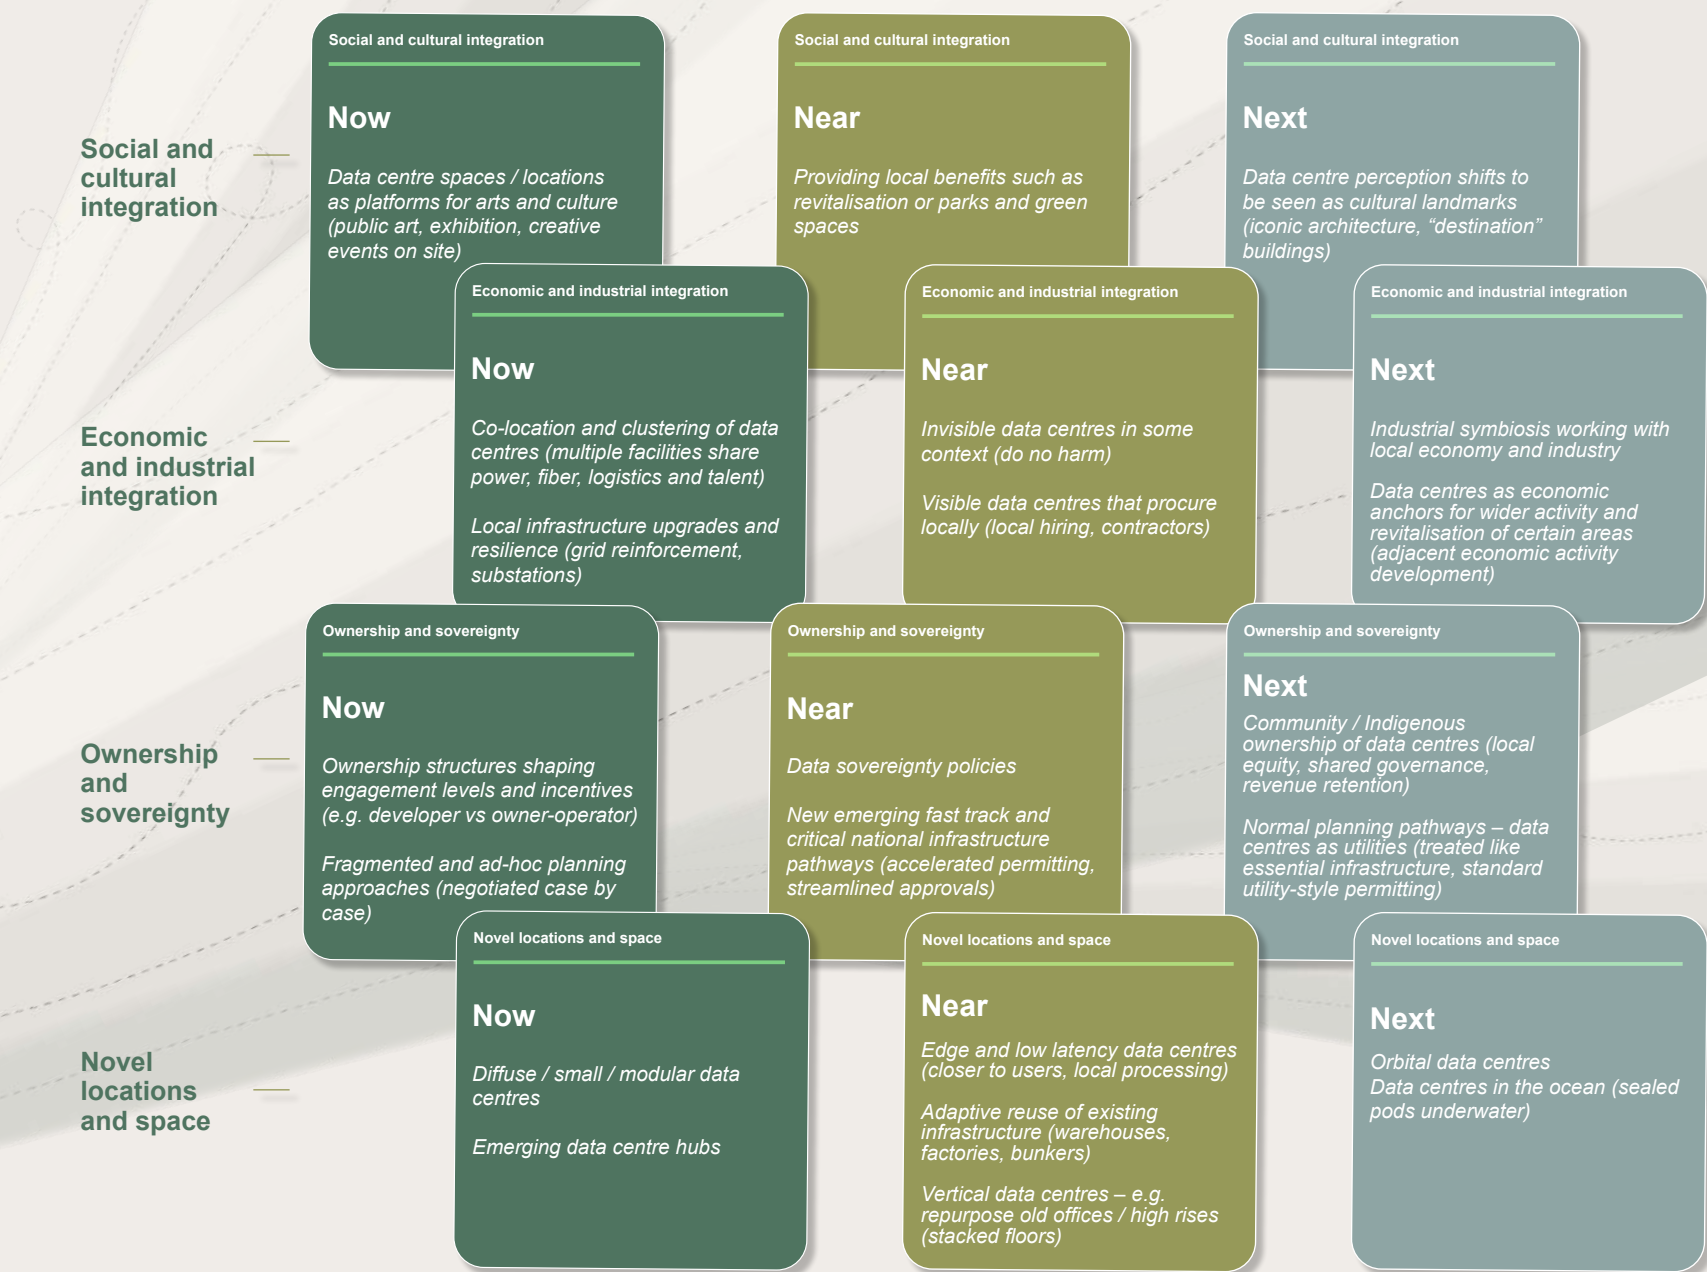 Social and
cultural
integration
Social and cultural integration
Now
Data centre spaces / locations
as platforms for arts and culture
(public art, exhibition, creative
events on site)
Social and cultural integration
Near
Providing local benefits such as
revitalisation or parks and green
spaces
Social and cultural integration
Next
Data centre perception shifts to
be seen as cultural landmarks
(iconic architecture, “destination”
buildings)
Economic
and industrial
integration
Economic and industrial integration
Now
Co-location and clustering of data
centres (multiple facilities share
power, fiber, logistics and talent)
Local infrastructure upgrades and
resilience (grid reinforcement,
substations)
Economic and industrial integration
Near
Invisible data centres in some
context (do no harm)
Visible data centres that procure
locally (local hiring, contractors)
Economic and industrial integration
Next
Industrial symbiosis working with
local economy and industry
Data centres as economic
anchors for wider activity and
revitalisation of certain areas
(adjacent economic activity
development)
Ownership
and
sovereignty
Ownership and sovereignty
Now
Ownership structures shaping
engagement levels and incentives
(e.g. developer vs owner-operator)
Fragmented and ad-hoc planning
approaches (negotiated case by
case)
Ownership and sovereignty
Near
Data sovereignty policies
New emerging fast track and
critical national infrastructure
pathways (accelerated permitting,
streamlined approvals)
Ownership and sovereignty
Next
Community / Indigenous
ownership of data centres (local
equity, shared governance,
revenue retention)
Normal planning pathways – data
centres as utilities (treated like
essential infrastructure, standard
utility-style permitting)
Novel
locations
and space
Novel locations and space
Now
Diffuse / small / modular data
centres
Emerging data centre hubs
Novel locations and space
Near
Edge and low latency data centres
(closer to users, local processing)
Adaptive reuse of existing
infrastructure (warehouses,
factories, bunkers)
Vertical data centres – e.g.
repurpose old offices / high rises
(stacked floors)
Novel locations and space
Next
Orbital data centres
Data centres in the ocean (sealed
pods underwater)